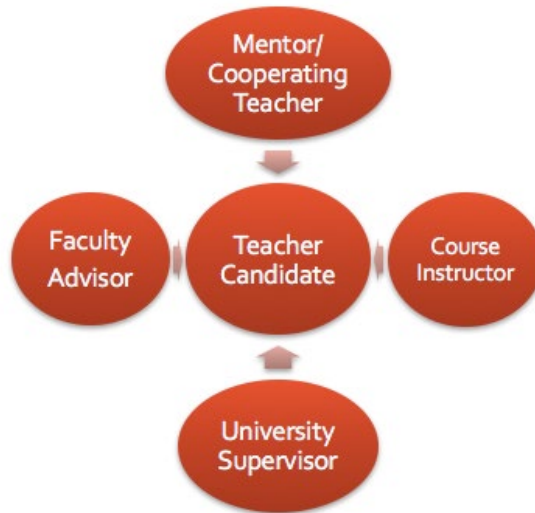 Mentor/
Cooperating
Teacher
Faculty
Advisor
Teacher
Candidate
Course
Instructor
University
Supervisor